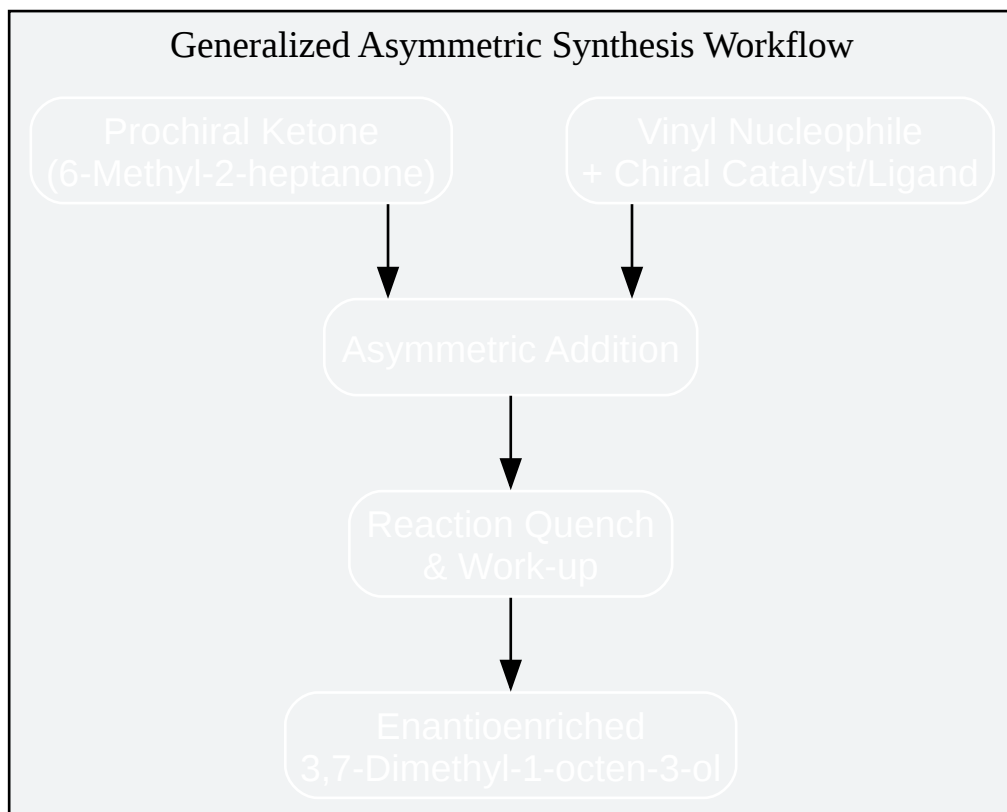 Generalized Asymmetric Synthesis Workflow
Prochiral Ketone
(6-Methyl-2-heptanone)
Vinyl Nucleophile
+ Chiral Catalyst/Ligand
Asymmetric Addition
Reaction Quench
& Work-up
Enantioenriched
3,7-Dimethyl-1-octen-3-ol